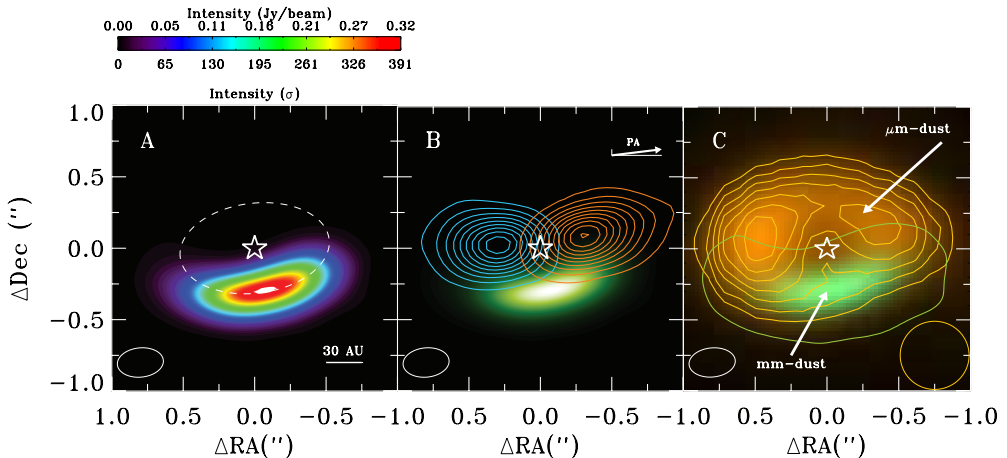 Intensity (Jy/beam)
0.00 0.05 0.11 0.16 0.21 0.27 0.32
0 65 130 195 261 326 391
Intensity (σ)
A B C
PA
μm-dust
mm-dust
30 AU
1.0
0.5
0.0
-0.5
-1.0
ΔDec (")
1.0 0.5 0.0 -0.5 1.0 0.5 0.0 -0.5 1.0 0.5 0.0 -0.5 -1.0
ΔRA(") ΔRA(") ΔRA(")